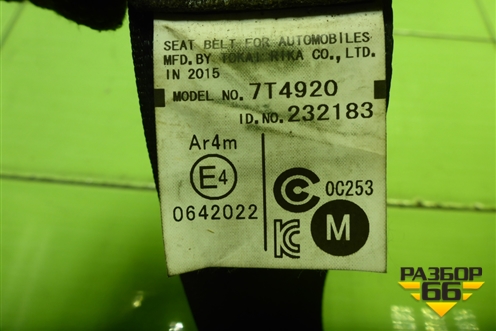 SEAT BELT FOR AUTOMOBILES
MFD. BY TOKAI RIKA CO., LTD.
IN 2015
MODEL NO. 7T4920
ID. NO. 232183
Ar4m
E4
0642022
0C253
M
РАЗБОР
66